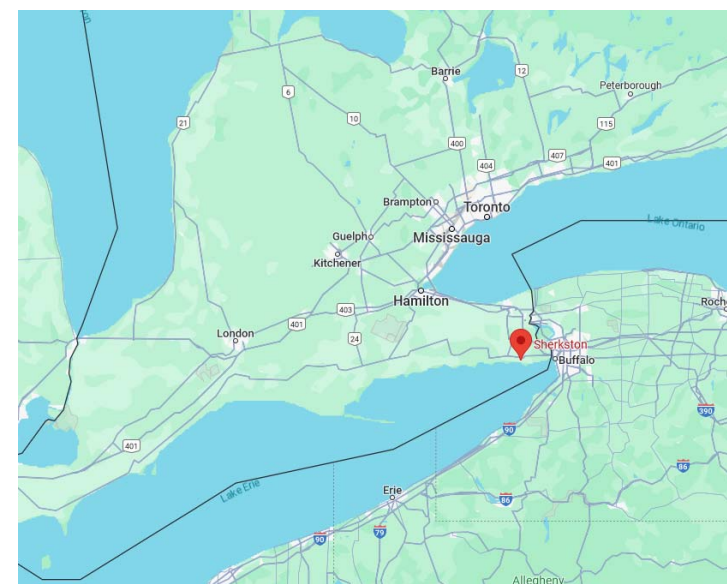 Barrie
12
Peterborough
6
21
10
115
400
407
404
401
Brampton
Toronto
Lake Ontario
Guelph
Mississauga
Kitchener
Hamilton
403
401
London
24
Sherkston
Buffalo
390
90
401
86
Lake Erie
Erie
86
90
79
Allegheny